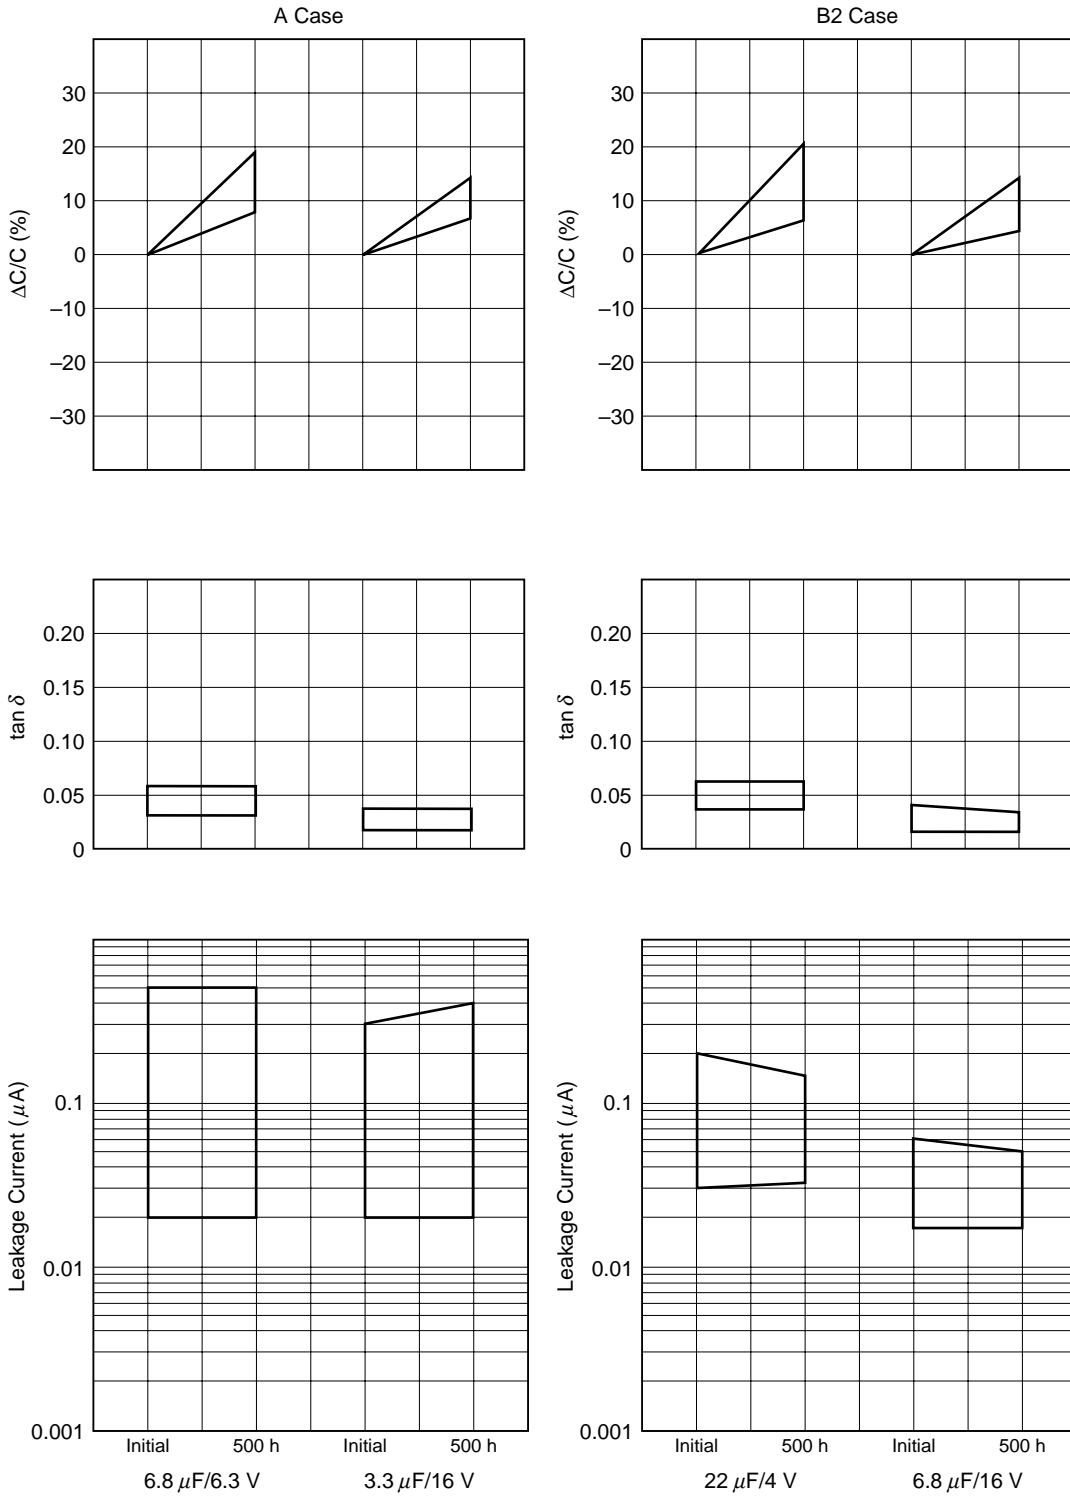 A Case
B2 Case
ΔC/C (%)
30
20
10
0
–10
–20
–30
ΔC/C (%)
30
20
10
0
–10
–20
–30
tan δ
0.20
0.15
0.10
0.05
0
tan δ
0.20
0.15
0.10
0.05
0
Leakage Current (μA)
0.1
0.01
0.001
Initial 500 h Initial 500 h
6.8 μF/6.3 V 3.3 μF/16 V
Leakage Current (μA)
0.1
0.01
0.001
Initial 500 h Initial 500 h
22 μF/4 V 6.8 μF/16 V